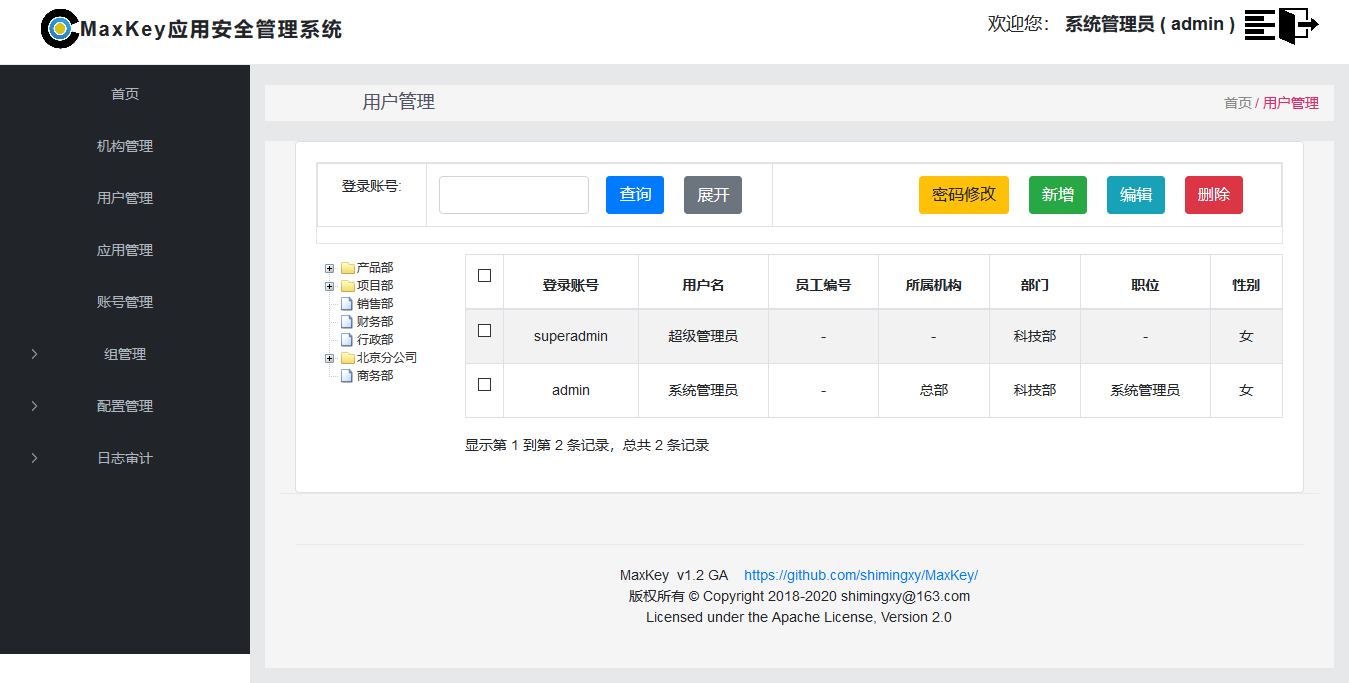 MaxKey应用安全管理系统
欢迎您： 系统管理员 ( admin )
首页
机构管理
用户管理
应用管理
账号管理
组管理
配置管理
日志审计
用户管理
首页 / 用户管理
登录账号: 查询 展开 密码修改 新增 编辑 删除
产品部
项目部
销售部
财务部
行政部
北京分公司
商务部
登录账号 用户名 员工编号 所属机构 部门 职位 性别
superadmin 超级管理员 - - 科技部 - 女
admin 系统管理员 - 总部 科技部 系统管理员 女
显示第 1 到第 2 条记录，总共 2 条记录
MaxKey v1.2 GA https://github.com/shimingxy/MaxKey/
版权所有 © Copyright 2018-2020 shimingxy@163.com
Licensed under the Apache License, Version 2.0